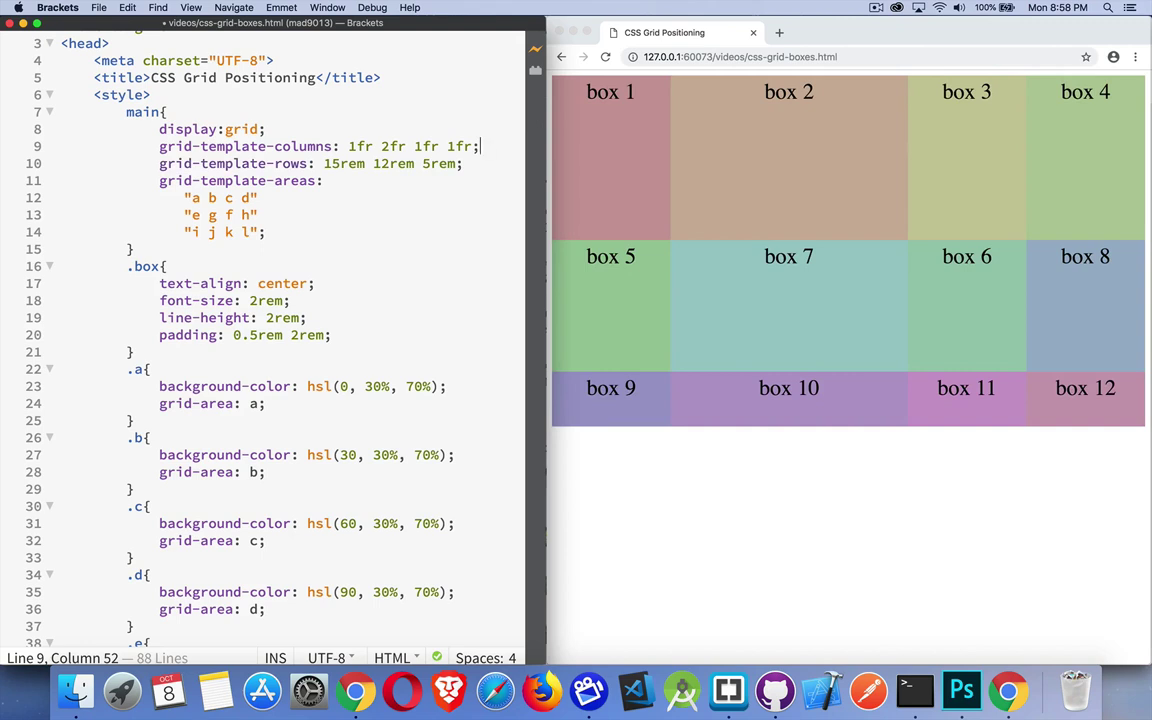 Brackets File Edit Find View Navigate Emmet Window Debug Help 100% Mon 8:58 PM
• videos/css-grid-boxes.html (mad9013) — Brackets
3 <head>
4 <meta charset="UTF-8">
5 <title>CSS Grid Positioning</title>
6 <style>
7 main{
8 display:grid;
9 grid-template-columns: 1fr 2fr 1fr 1fr;
10 grid-template-rows: 15rem 12rem 5rem;
11 grid-template-areas:
12 "a b c d"
13 "e g f h"
14 "i j k l";
15 }
16 .box{
17 text-align: center;
18 font-size: 2rem;
19 line-height: 2rem;
20 padding: 0.5rem 2rem;
21 }
22 .a{
23 background-color: hsl(0, 30%, 70%);
24 grid-area: a;
25 }
26 .b{
27 background-color: hsl(30, 30%, 70%);
28 grid-area: b;
29 }
30 .c{
31 background-color: hsl(60, 30%, 70%);
32 grid-area: c;
33 }
34 .d{
35 background-color: hsl(90, 30%, 70%);
36 grid-area: d;
37 }
38 .e{
Line 9, Column 52 — 88 Lines INS UTF-8 HTML Spaces: 4
CSS Grid Positioning
127.0.0.1:60073/videos/css-grid-boxes.html
box 1 box 2 box 3 box 4
box 5 box 7 box 6 box 8
box 9 box 10 box 11 box 12
OCT
8
Ps